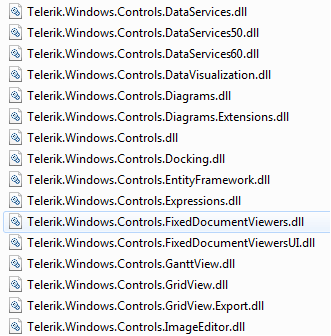 Telerik.Windows.Controls.DataServices.dll
Telerik.Windows.Controls.DataServices50.dll
Telerik.Windows.Controls.DataServices60.dll
Telerik.Windows.Controls.DataVisualization.dll
Telerik.Windows.Controls.Diagrams.dll
Telerik.Windows.Controls.Diagrams.Extensions.dll
Telerik.Windows.Controls.dll
Telerik.Windows.Controls.Docking.dll
Telerik.Windows.Controls.EntityFramework.dll
Telerik.Windows.Controls.Expressions.dll
Telerik.Windows.Controls.FixedDocumentViewers.dll
Telerik.Windows.Controls.FixedDocumentViewersUI.dll
Telerik.Windows.Controls.GanttView.dll
Telerik.Windows.Controls.GridView.dll
Telerik.Windows.Controls.GridView.Export.dll
Telerik.Windows.Controls.ImageEditor.dll